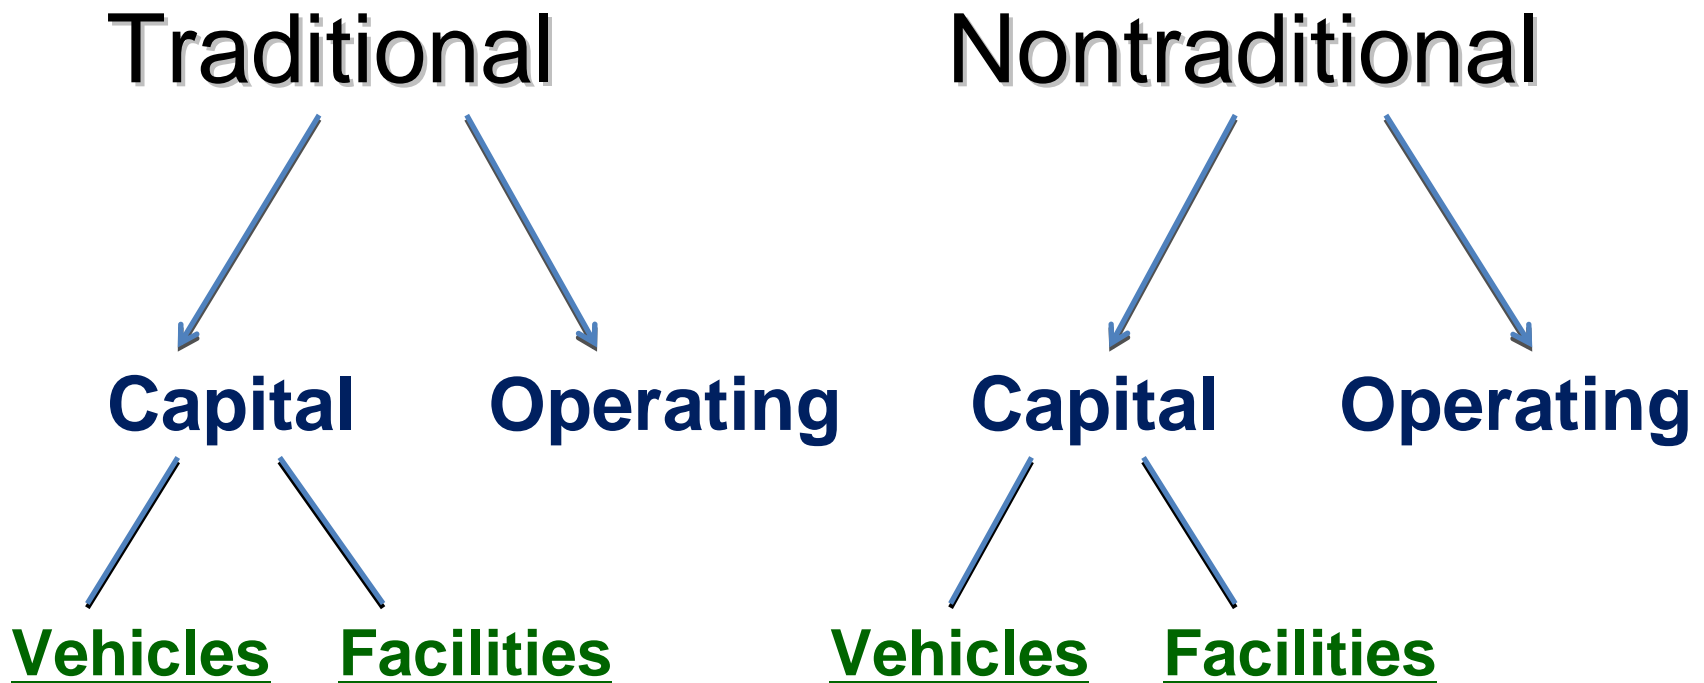 Traditional Nontraditional
Capital Operating Capital Operating
Vehicles Facilities Vehicles Facilities